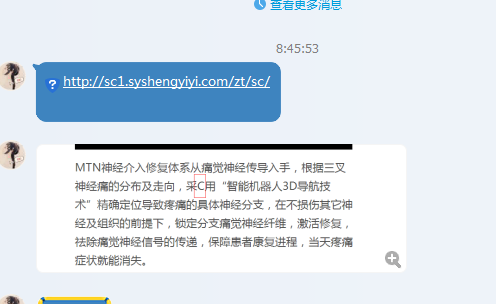 查看更多消息
8:45:53
http://sc1.syshengyiyi.com/zt/sc/
MTN神经介入修复体系从痛觉神经传导入手，根据三叉
神经痛的分布及走向，采C用“智能机器人3D导航技
术”精确定位导致疼痛的具体神经分支，在不损伤其它神
经及组织的前提下，锁定分支痛觉神经纤维，激活修复，
祛除痛觉神经信号的传递，保障患者康复进程，当天疼痛
症状就能消失。